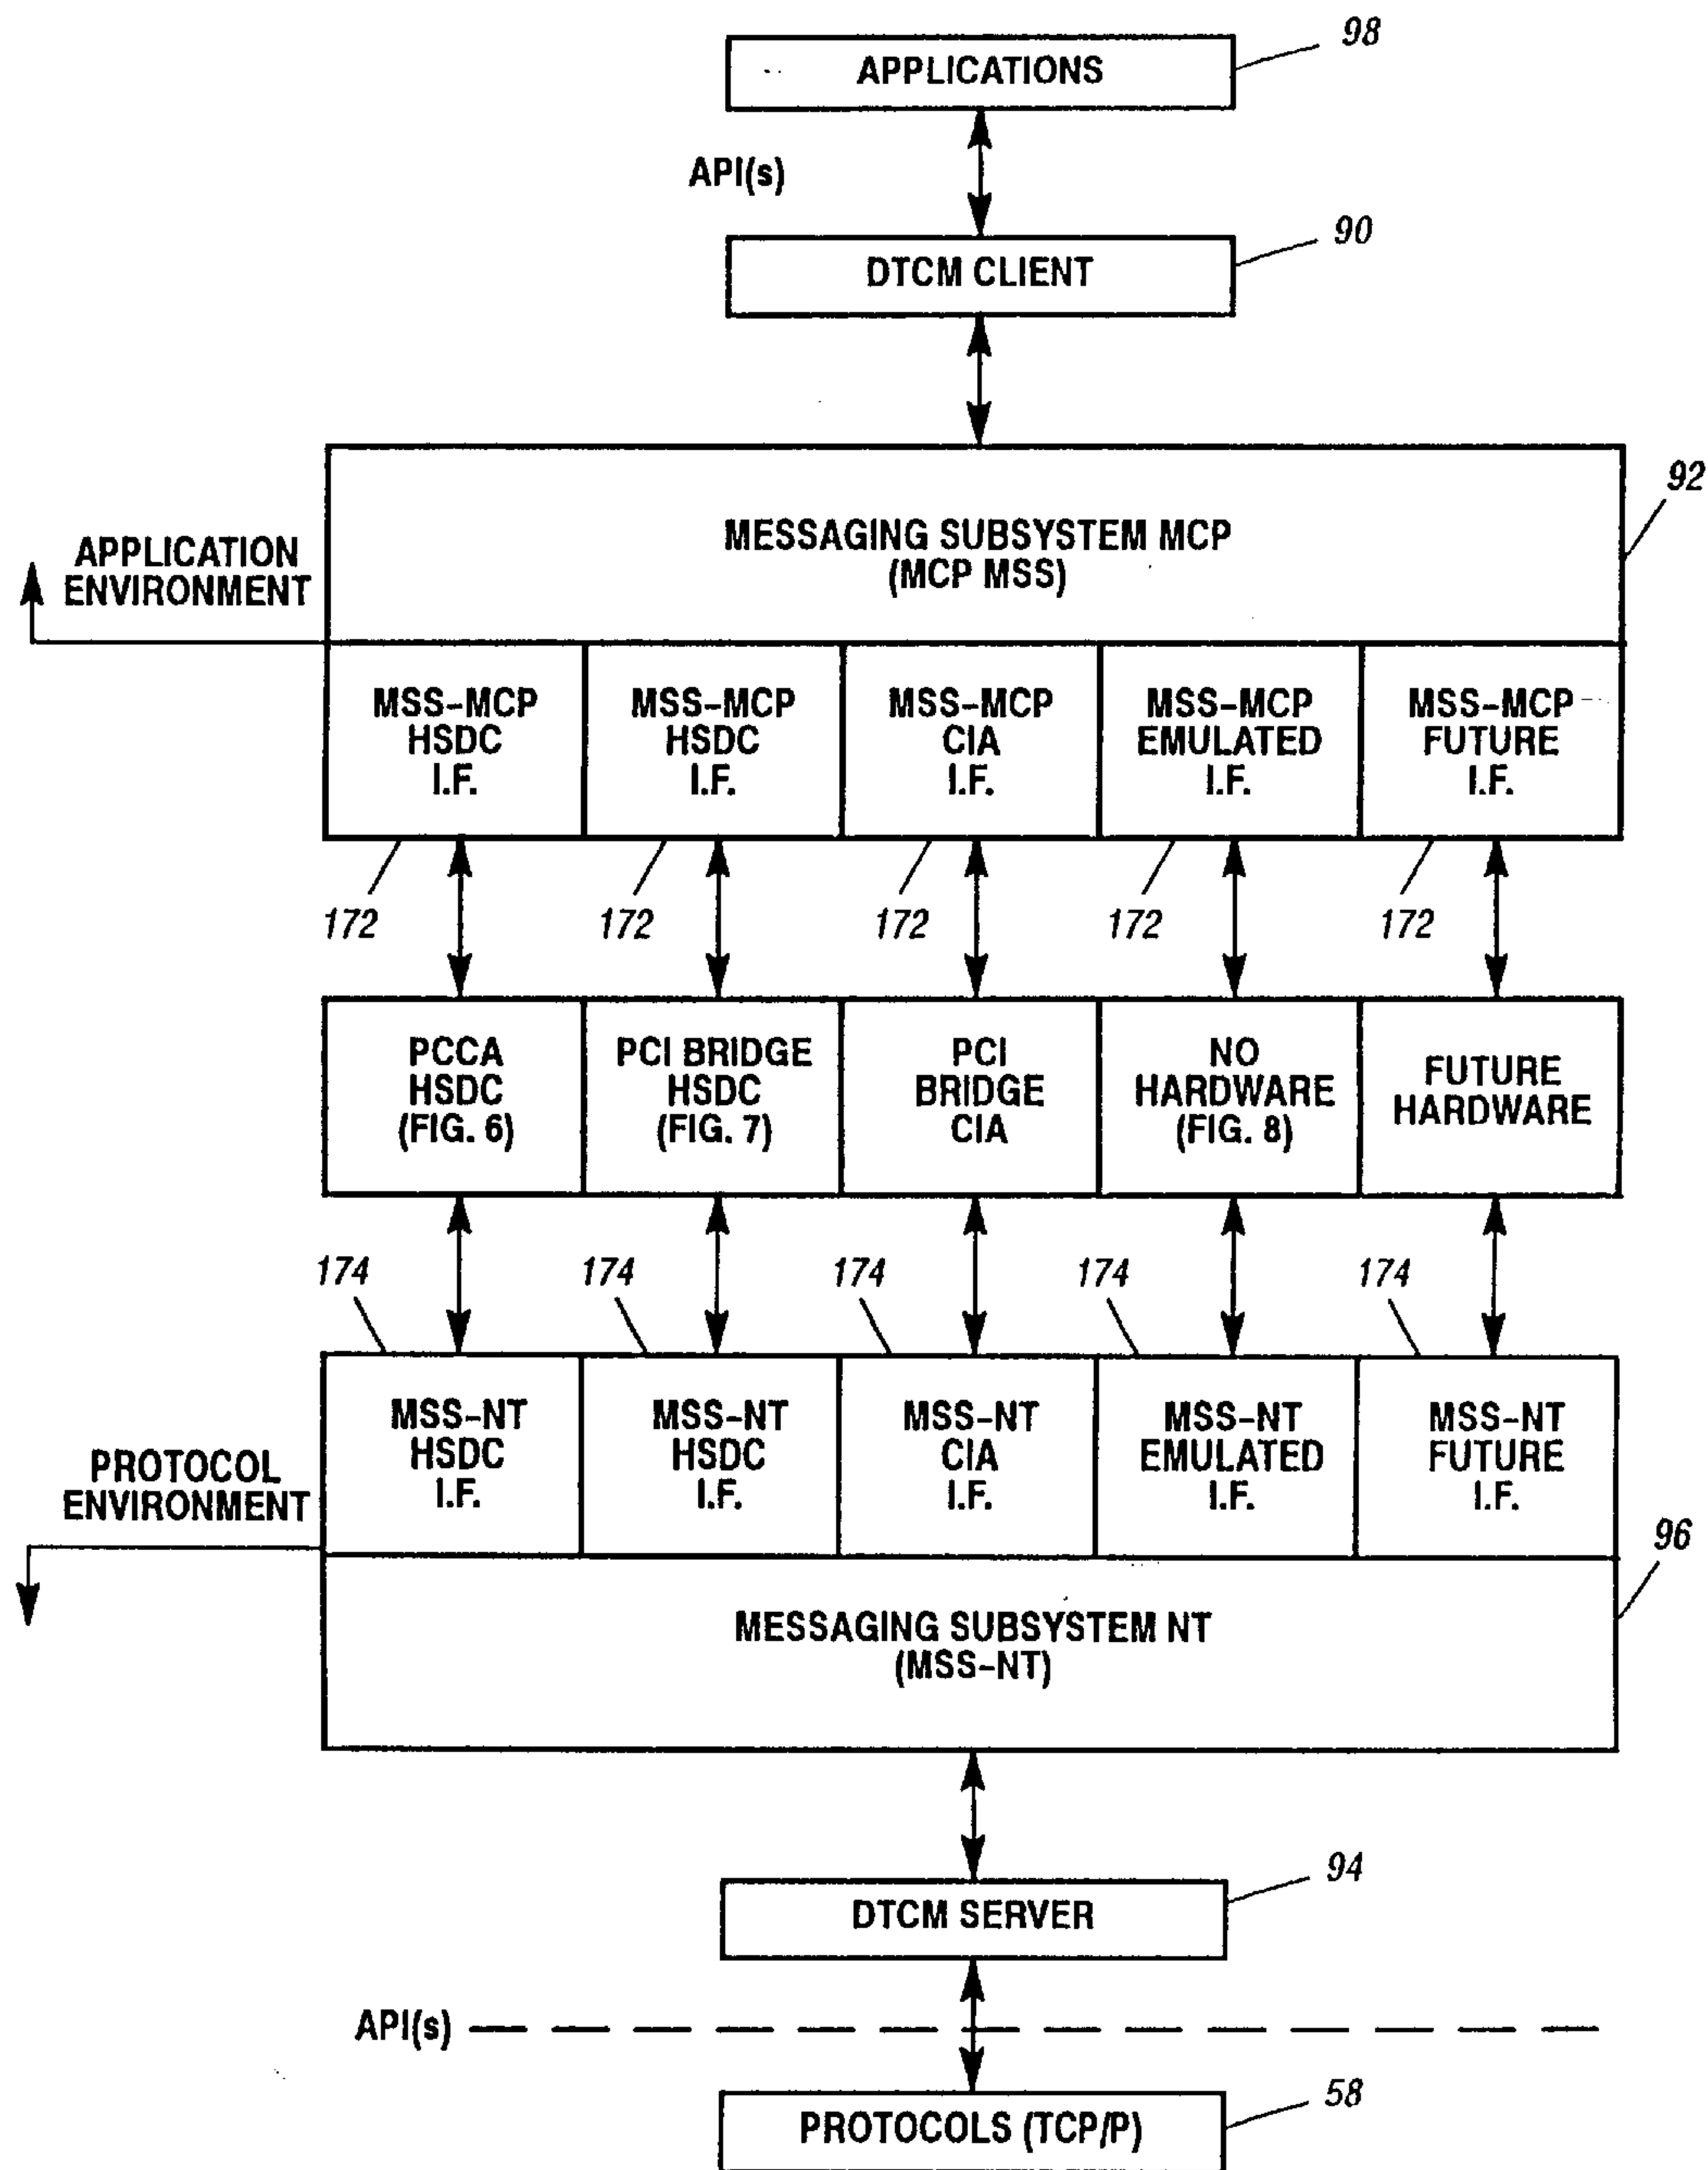 98
APPLICATIONS
API(s)
90
DTCM CLIENT
92
MESSAGING SUBSYSTEM MCP
(MCP MSS)
APPLICATION
ENVIRONMENT
MSS-MCP
HSDC
I.F.
MSS-MCP
HSDC
I.F.
MSS-MCP
CIA
I.F.
MSS-MCP
EMULATED
I.F.
MSS-MCP
FUTURE
I.F.
172
172
172
172
172
PCCA
HSDC
(FIG. 6)
PCI BRIDGE
HSDC
(FIG. 7)
PCI
BRIDGE
CIA
NO
HARDWARE
(FIG. 8)
FUTURE
HARDWARE
174
174
174
174
174
MSS-NT
HSDC
I.F.
MSS-NT
HSDC
I.F.
MSS-NT
CIA
I.F.
MSS-NT
EMULATED
I.F.
MSS-NT
FUTURE
I.F.
PROTOCOL
ENVIRONMENT
96
MESSAGING SUBSYSTEM NT
(MSS-NT)
94
DTCM SERVER
API(s)
58
PROTOCOLS (TCP/P)